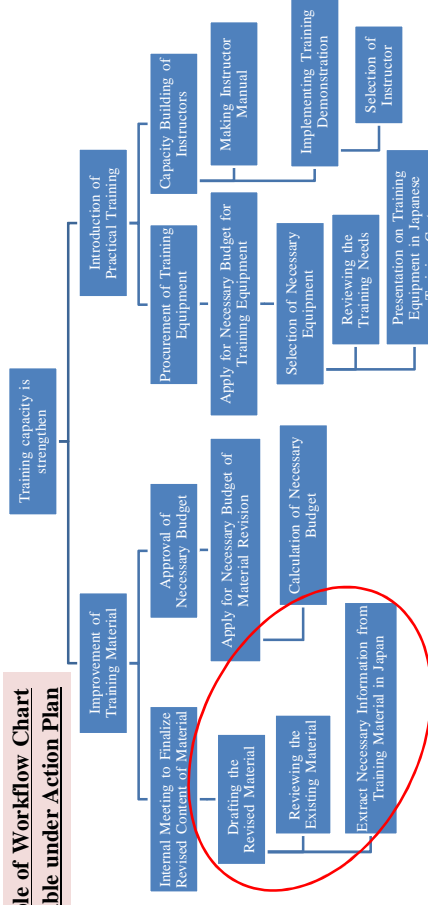 le of Workflow Chart
ble under Action Plan
Training capacity is
strengthen
Improvement of
Training Material
Introduction of
Practical Training
Internal Meeting to Finalize
Revised Content of Material
Approval of
Necessary Budget
Procurement of Training
Equipment
Capacity Building of
Instructors
Drafting the
Revised Material
Apply for Necessary Budget of
Material Revision
Apply for Necessary Budget for
Training Equipment
Making Instructor
Manual
Reviewing the
Existing Material
Calculation of Necessary
Budget
Selection of Necessary
Equipment
Implementing Training
Demonstration
Extract Necessary Information from
Training Material in Japan
Reviewing the
Training Needs
Selection of
Instructor
Presentation on Training
Equipment in Japanese